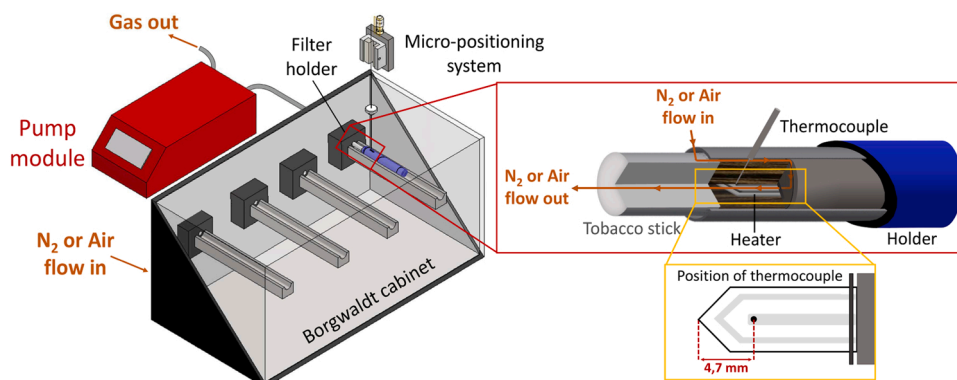 Gas out
Pump
module
N₂ or Air
flow in
Filter
holder
Micro-positioning
system
Borgwaldt cabinet
N₂ or Air
flow in
Thermocouple
N₂ or Air
flow out
Tobacco stick
Heater
Holder
Position of thermocouple
4,7 mm